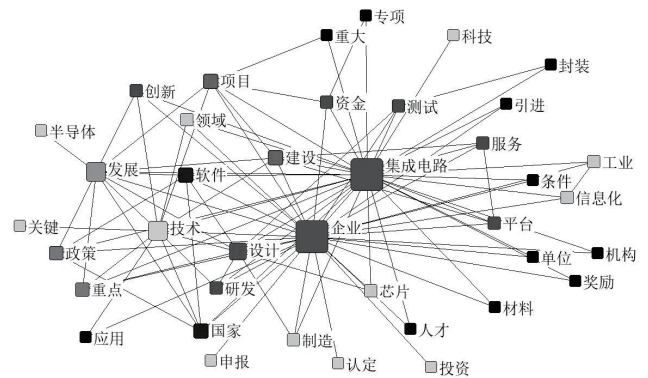 专项
重大
科技
封装
项目
创新
资金
测试
引进
领域
半导体
服务
建设
集成电路
工业
发展
软件
条件
信息化
关键
技术
企业
平台
政策
设计
单位
机构
重点
研发
芯片
奖励
材料
应用
国家
制造
人才
申报
认定
投资